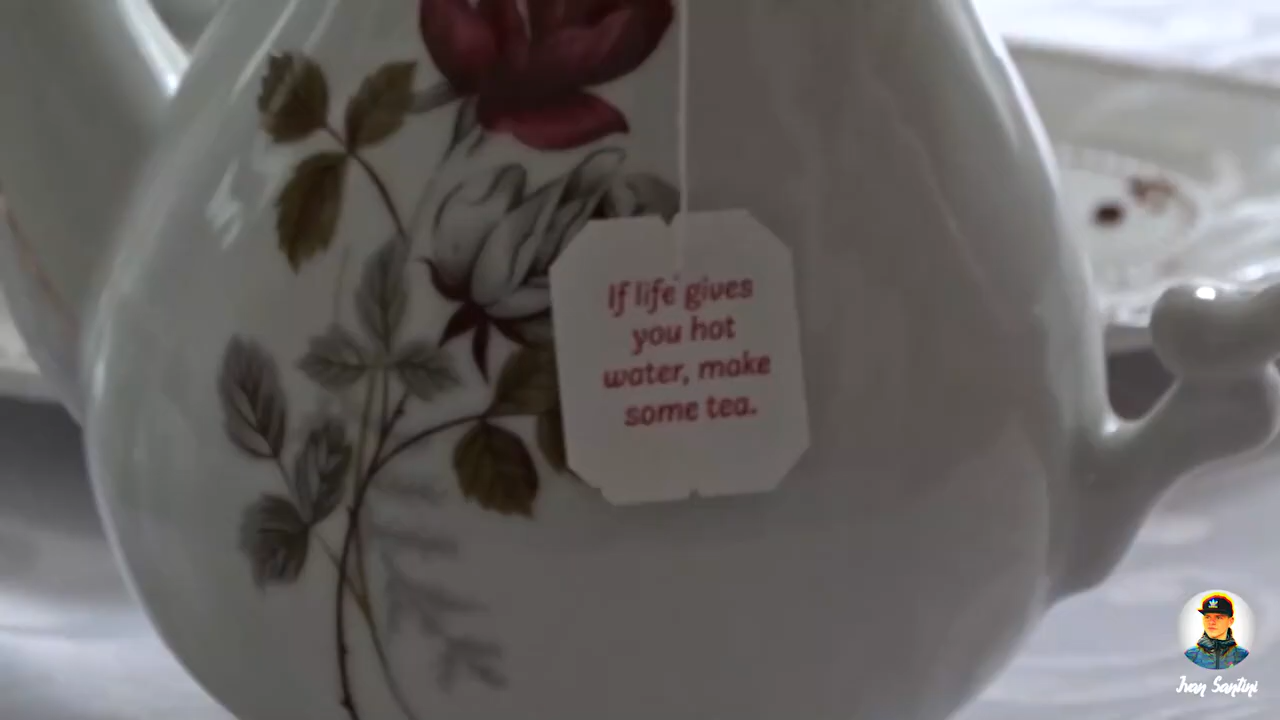 If life gives
you hot
water, make
some tea.
Ivan Santini